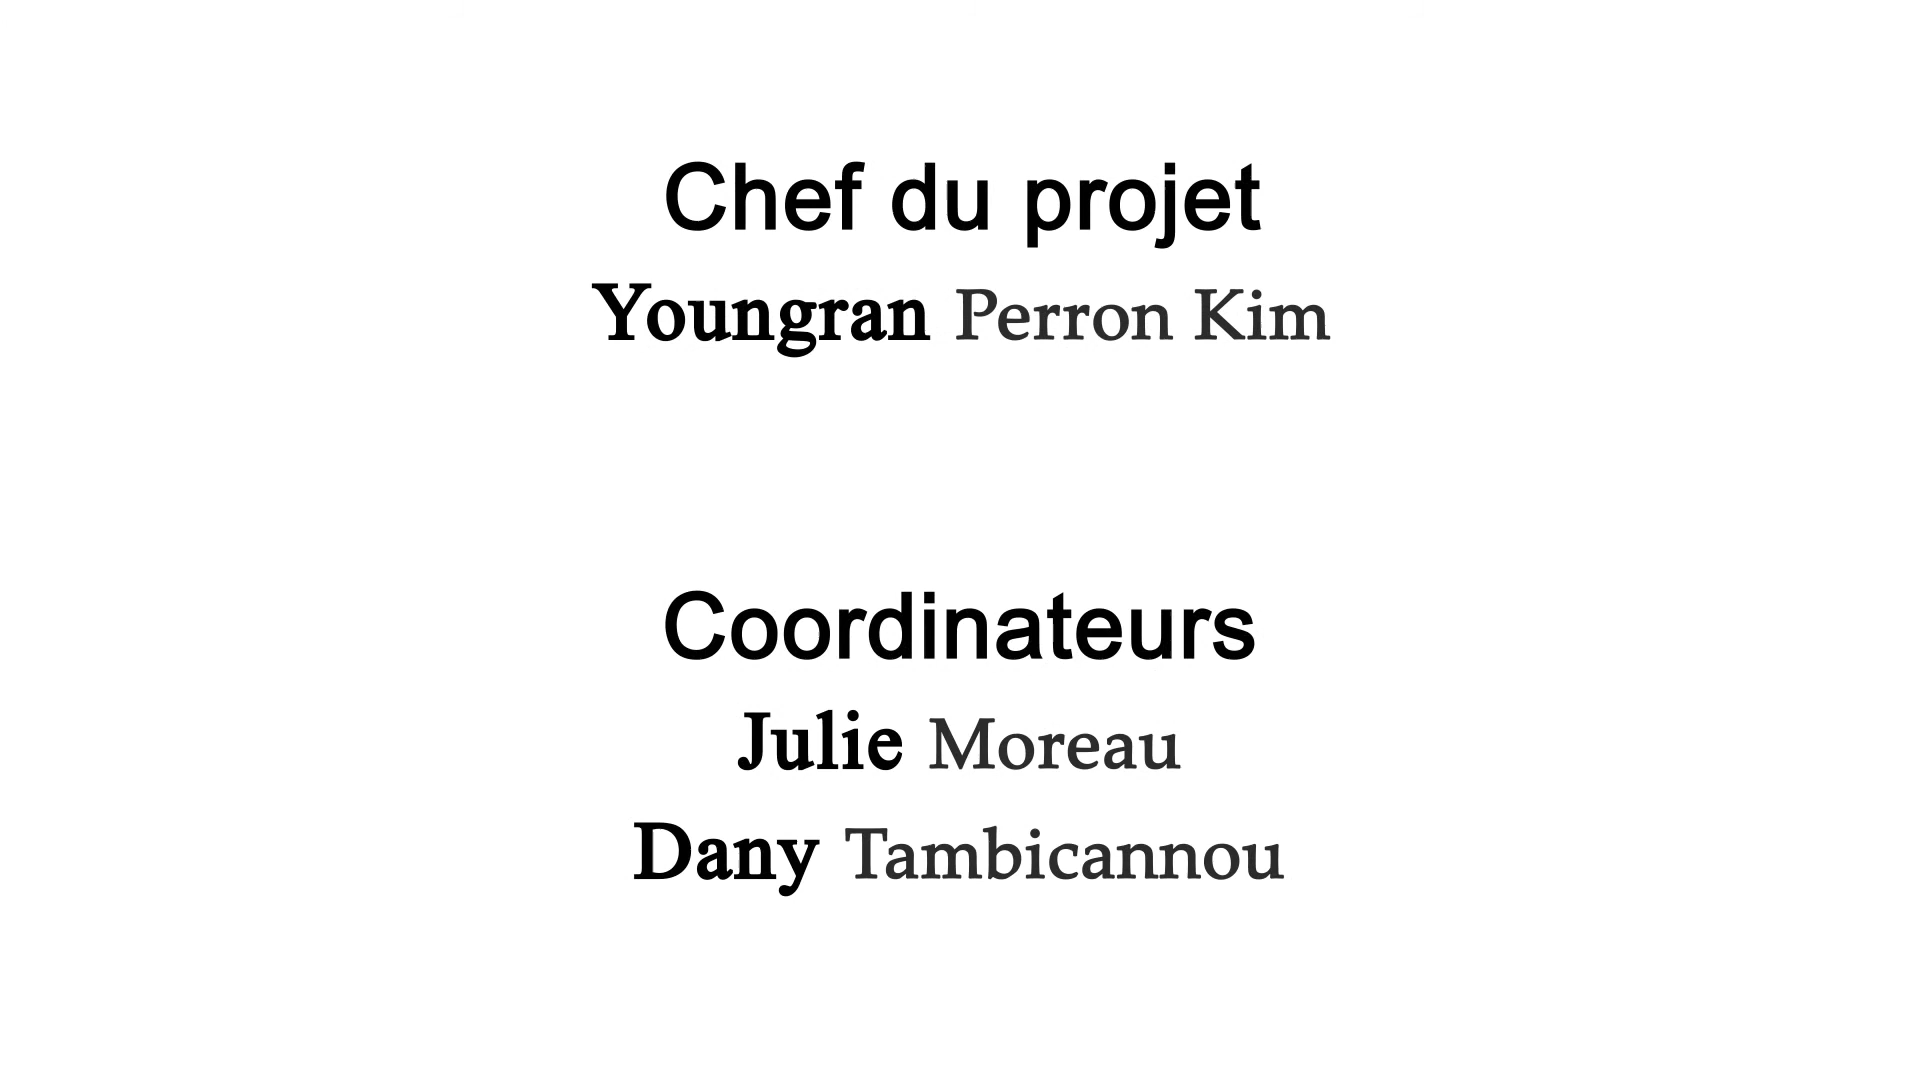 Chef du projet
Youngran Perron Kim
Coordinateurs
Julie Moreau
Dany Tambicannou